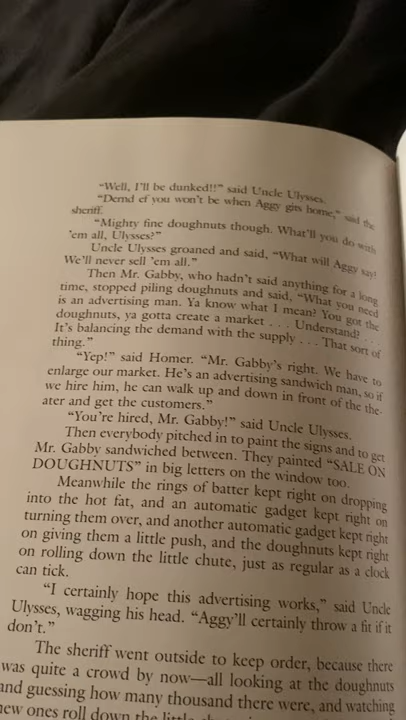 "Well, I'll be dunked!!" said Uncle Ulysses.
"Demd ef you won't be when Aggy gits home," said the
sheriff.
"Mighty fine doughnuts though. What'll you do with
'em all, Ulysses?"
Uncle Ulysses groaned and said, "What will Aggy say?
We'll never sell 'em all."
Then Mr. Gabby, who hadn't said anything for a long
time, stopped piling doughnuts and said, "What you need
is an advertising man. Ya know what I mean? You got the
doughnuts, ya gotta create a market . . . Understand? . . .
It's balancing the demand with the supply . . . That sort of
thing."
"Yep!" said Homer. "Mr. Gabby's right. We have to
enlarge our market. He's an advertising sandwich man, so if
we hire him, he can walk up and down in front of the the-
ater and get the customers."
"You're hired, Mr. Gabby!" said Uncle Ulysses.
Then everybody pitched in to paint the signs and to get
Mr. Gabby sandwiched between. They painted "SALE ON
DOUGHNUTS" in big letters on the window too.
Meanwhile the rings of batter kept right on dropping
into the hot fat, and an automatic gadget kept right on
turning them over, and another automatic gadget kept right
on giving them a little push, and the doughnuts kept right
on rolling down the little chute, just as regular as a clock
can tick.
"I certainly hope this advertising works," said Uncle
Ulysses, wagging his head. "Aggy'll certainly throw a fit if it
don't."
The sheriff went outside to keep order, because there
was quite a crowd by now—all looking at the doughnuts
and guessing how many thousand there were, and watching
new ones roll down the little